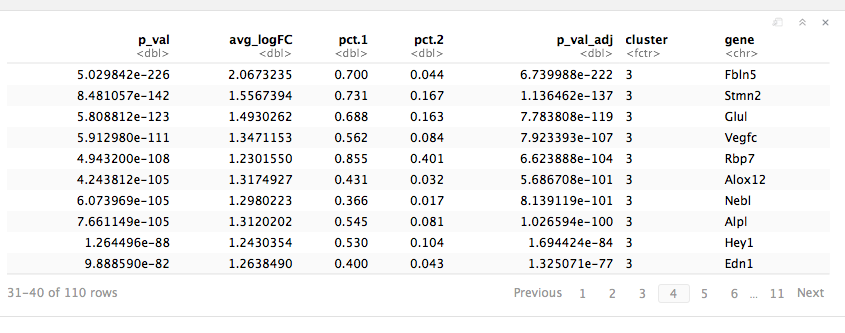 p_val avg_logFC pct.1 pct.2 p_val_adj cluster gene
<dbl> <dbl> <dbl> <dbl> <dbl> <fctr> <chr>
5.029842e-226 2.0673235 0.700 0.044 6.739988e-222 3 Fbln5
8.481057e-142 1.5567394 0.731 0.167 1.136462e-137 3 Stmn2
5.808812e-123 1.4930262 0.688 0.163 7.783808e-119 3 Glul
5.912980e-111 1.3471153 0.562 0.084 7.923393e-107 3 Vegfc
4.943200e-108 1.2301550 0.855 0.401 6.623888e-104 3 Rbp7
4.243812e-105 1.3174927 0.431 0.032 5.686708e-101 3 Alox12
6.073969e-105 1.2980223 0.366 0.017 8.139119e-101 3 Nebl
7.661149e-105 1.3120202 0.545 0.081 1.026594e-100 3 Alpl
1.264496e-88 1.2430354 0.530 0.104 1.694424e-84 3 Hey1
9.888590e-82 1.2638490 0.400 0.043 1.325071e-77 3 Edn1
31-40 of 110 rows Previous 1 2 3 4 5 6 ... 11 Next